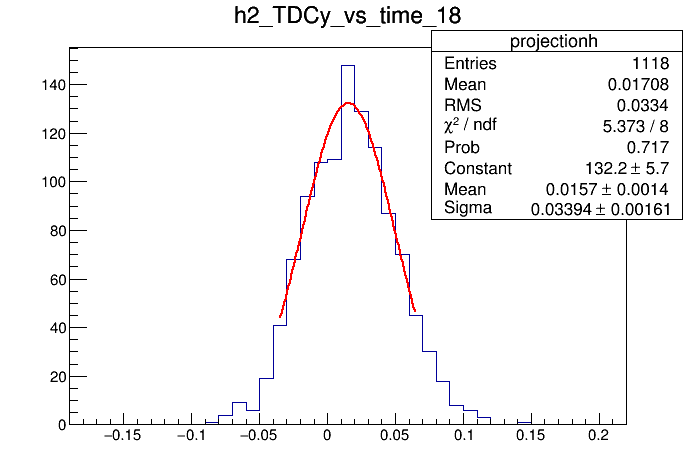 h2_TDCy_vs_time_18
projectionh
Entries 1118
Mean 0.01708
RMS 0.0334
χ² / ndf 5.373 / 8
Prob 0.717
Constant 132.2 ± 5.7
Mean 0.0157 ± 0.0014
Sigma 0.03394 ± 0.00161
140
120
100
80
60
40
20
0
−0.15 −0.1 −0.05 0 0.05 0.1 0.15 0.2